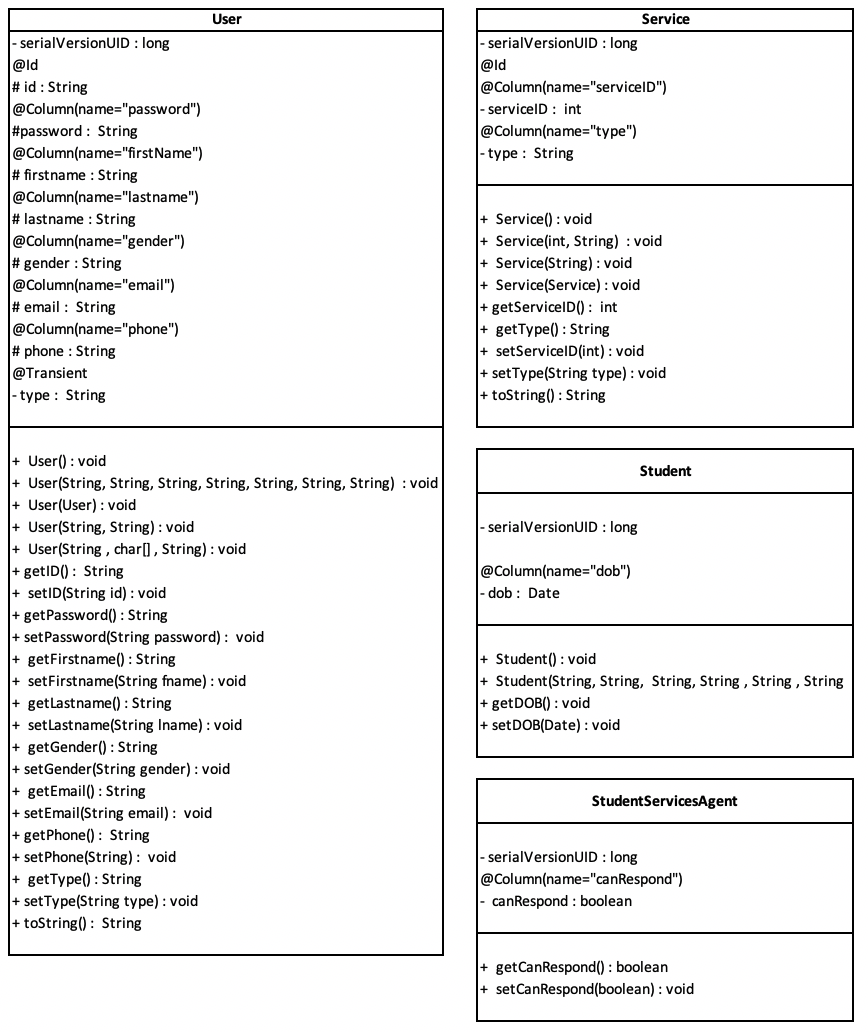 User
- serialVersionUID : long
@Id
# id : String
@Column(name="password")
#password :  String
@Column(name="firstName")
# firstname : String
@Column(name="lastname")
# lastname : String
@Column(name="gender")
# gender : String
@Column(name="email")
# email :  String
@Column(name="phone")
# phone : String
@Transient
- type :  String
+  User() : void
+  User(String, String, String, String, String, String, String)  : void
+  User(User) : void
+  User(String, String) : void
+  User(String , char[] , String) : void
+ getID() :  String
+  setID(String id) : void
+ getPassword() : String
+ setPassword(String password) :  void
+  getFirstname() : String
+  setFirstname(String fname) : void
+  getLastname() : String
+  setLastname(String lname) : void
+  getGender() : String
+ setGender(String gender) : void
+  getEmail() : String
+ setEmail(String email) :  void
+ getPhone() :  String
+ setPhone(String) :  void
+  getType() : String
+ setType(String type) : void
+ toString() :  String
Service
- serialVersionUID : long
@Id
@Column(name="serviceID")
- serviceID :  int
@Column(name="type")
- type :  String
+  Service() : void
+  Service(int, String)  : void
+  Service(String) : void
+  Service(Service) : void
+ getServiceID() :  int
+  getType() : String
+  setServiceID(int) : void
+ setType(String type) : void
+ toString() : String
Student
- serialVersionUID : long
@Column(name="dob")
- dob :  Date
+  Student() : void
+  Student(String, String,  String, String , String , String
+ getDOB() : void
+ setDOB(Date) : void
StudentServicesAgent
- serialVersionUID : long
@Column(name="canRespond")
-  canRespond : boolean
+  getCanRespond() : boolean
+  setCanRespond(boolean) : void